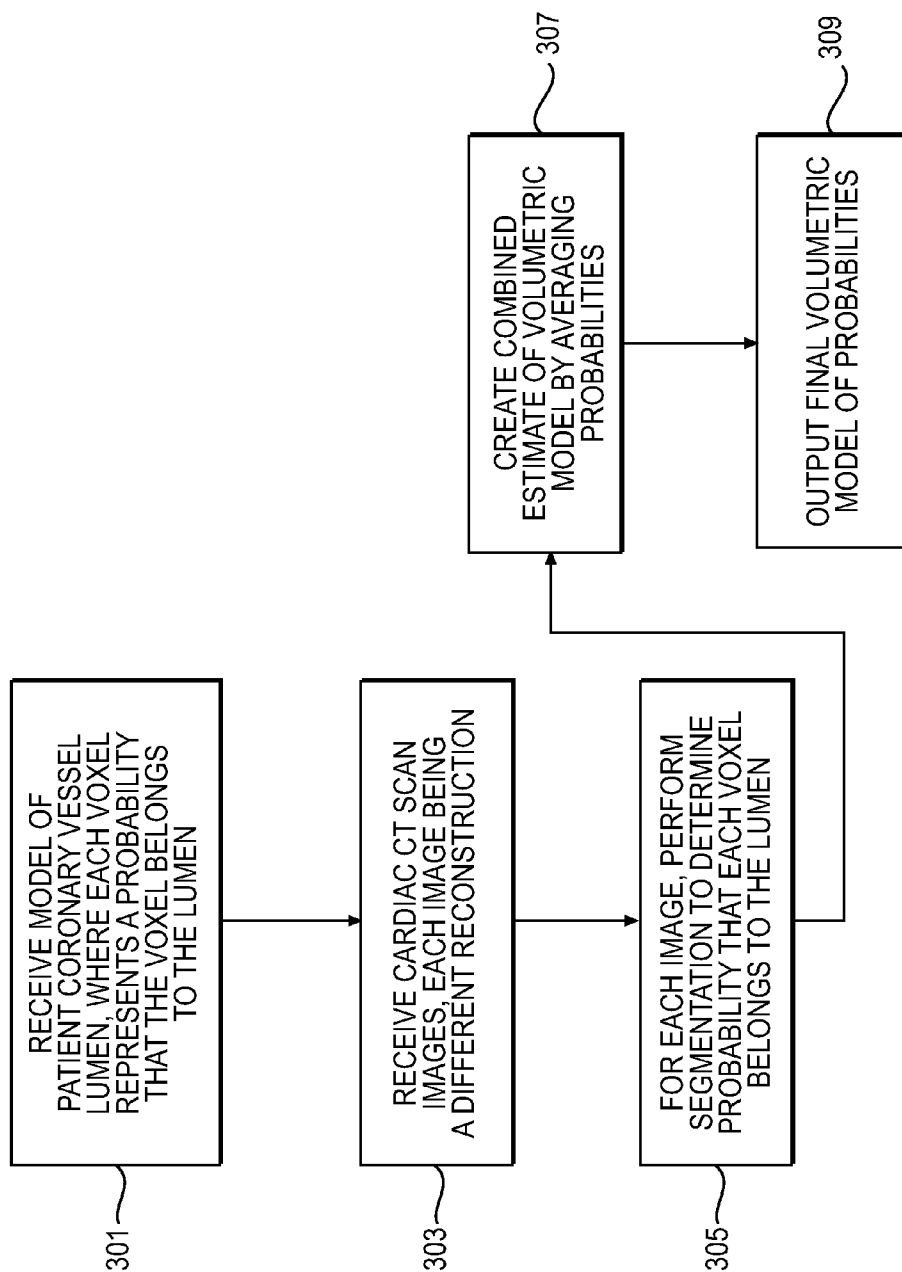 RECEIVE MODEL OF
PATIENT CORONARY VESSEL
LUMEN, WHERE EACH VOXEL
REPRESENTS A PROBABILITY
THAT THE VOXEL BELONGS
TO THE LUMEN
301
RECEIVE CARDIAC CT SCAN
IMAGES, EACH IMAGE BEING
A DIFFERENT RECONSTRUCTION
303
FOR EACH IMAGE, PERFORM
SEGMENTATION TO DETERMINE
PROBABILITY THAT EACH VOXEL
BELONGS TO THE LUMEN
305
CREATE COMBINED
ESTIMATE OF VOLUMETRIC
MODEL BY AVERAGING
PROBABILITIES
307
OUTPUT FINAL VOLUMETRIC
MODEL OF PROBABILITIES
309